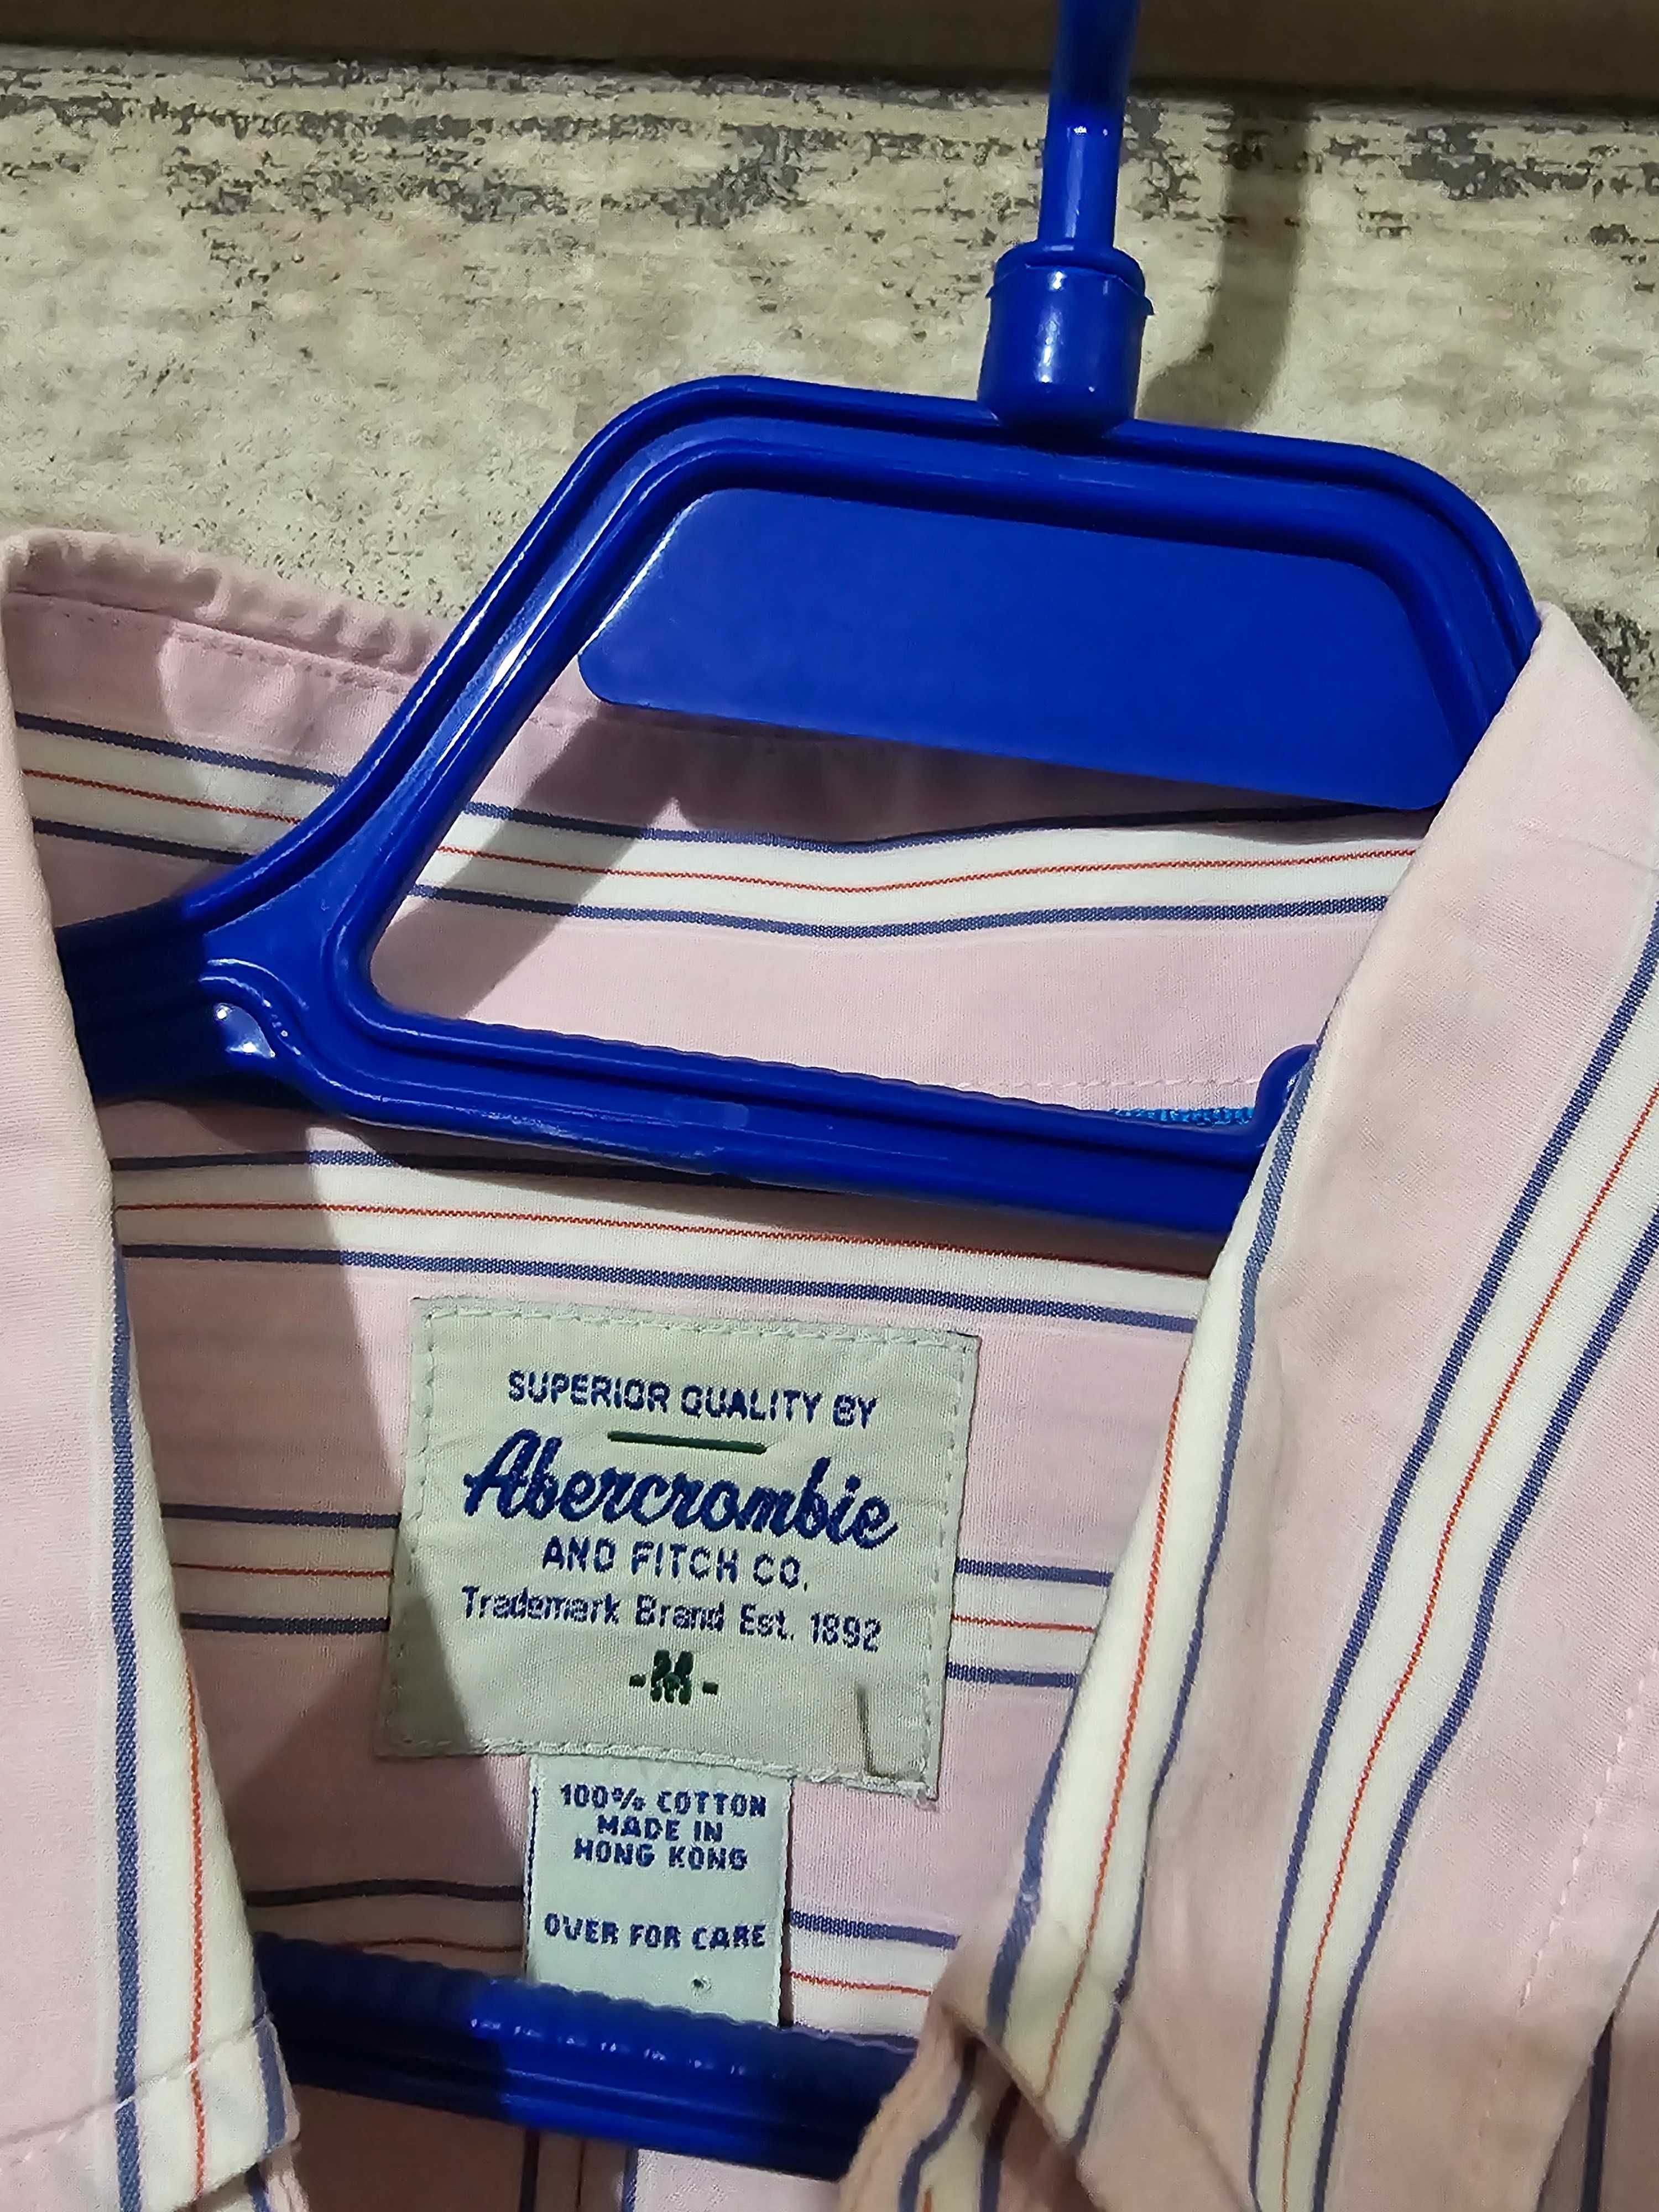 SUPERIOR QUALITY BY
Abercrombie
AND FITCH CO.
Trademark Brand Est. 1892
-M-
100% COTTON
MADE IN
HONG KONG
OVER FOR CARE